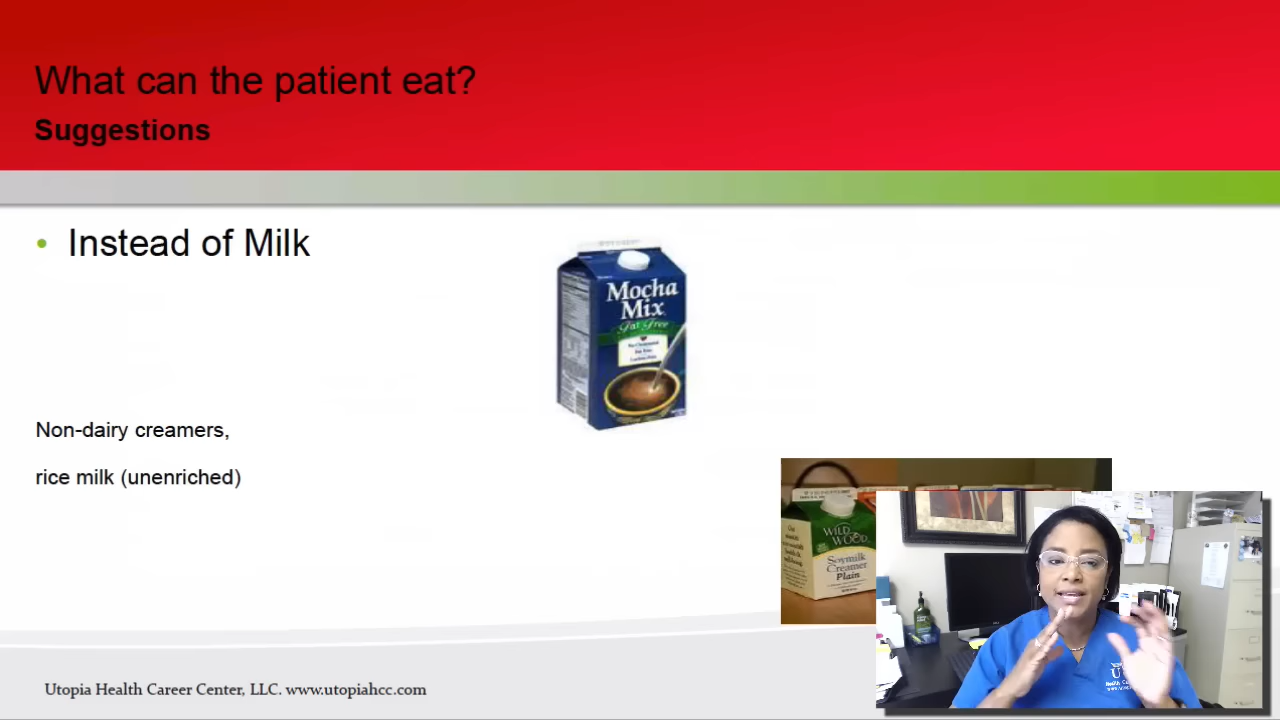 What can the patient eat?
Suggestions
• Instead of Milk
Mocha
Mix
Fat Free
Non-dairy creamers,
rice milk (unenriched)
WILD
WOOD
Soymilk
Creamer
Plain
Utopia Health Career Center, LLC. www.utopiahcc.com